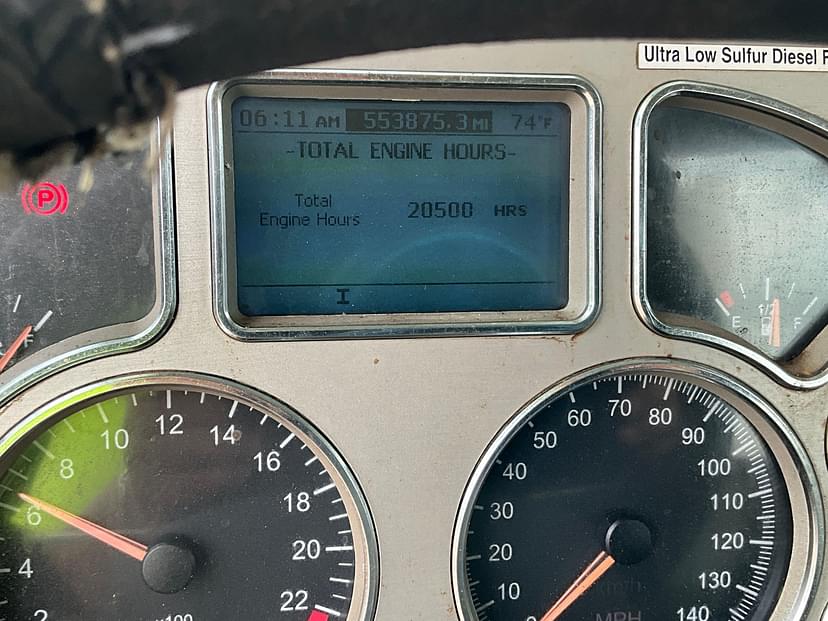 Ultra Low Sulfur Diesel
06:11 AM 553875.3 MI 74°F
-TOTAL ENGINE HOURS-
Total
Engine Hours 20500 HRS
I
P
F
E 1/2 F
2 4 6 8 10 12 14 16 18 20 22
x100
0 10 20 30 40 50 60 70 80 90 100 110 120 130 140
km/h
MPH